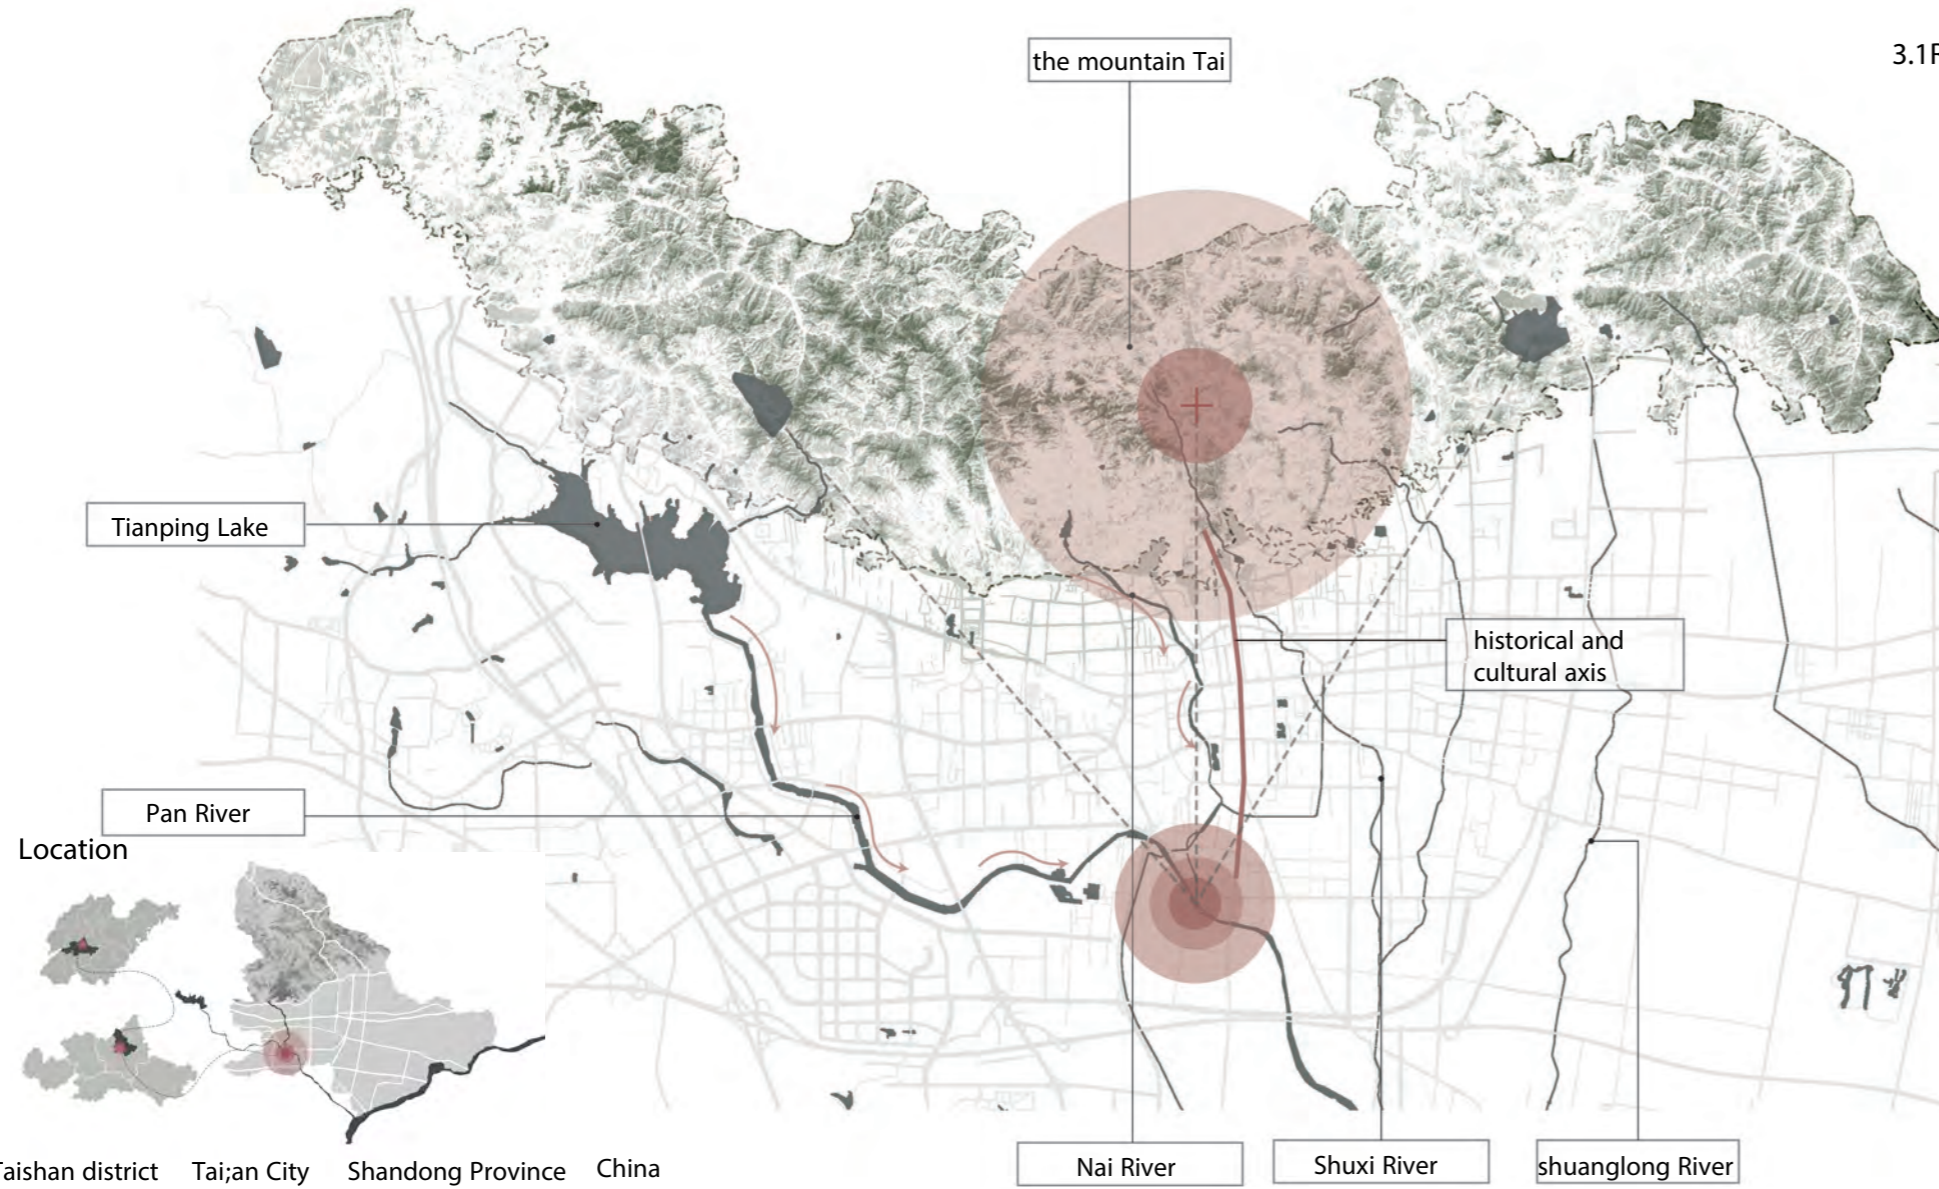 the mountain Tai
3.1
Tianping Lake
historical and
cultural axis
Pan River
Location
Taishan district Tai;an City Shandong Province China
Nai River
Shuxi River
shuanglong River